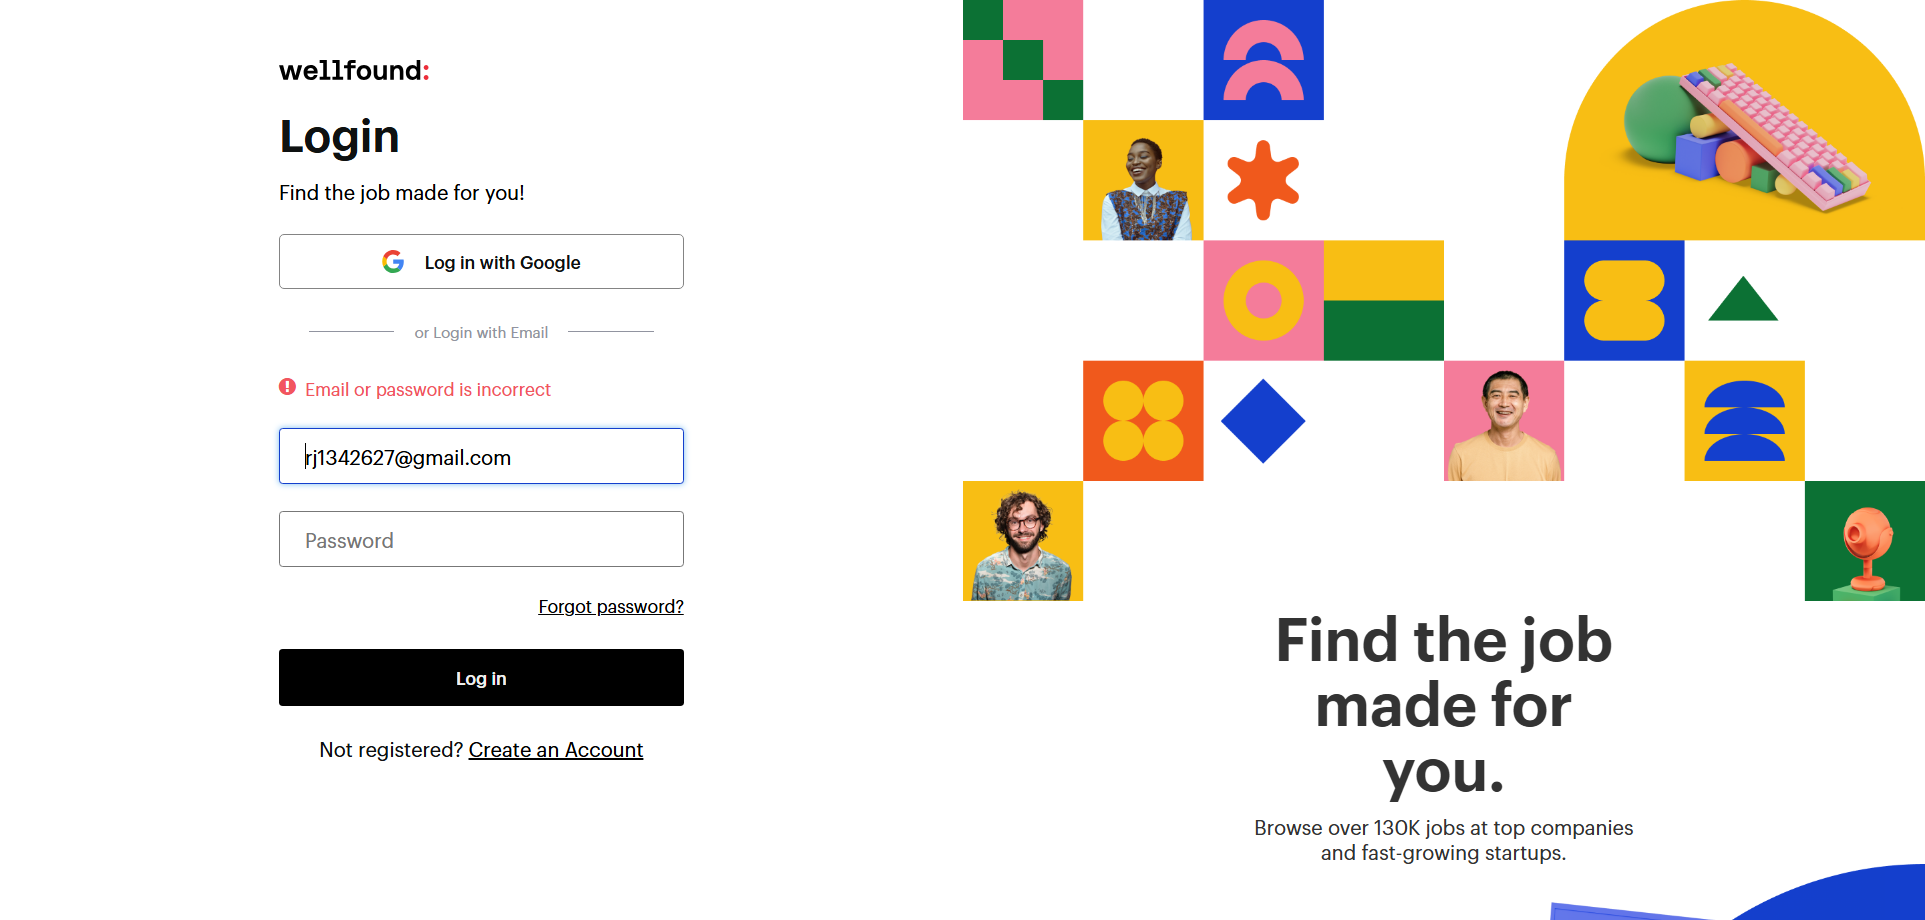 wellfound:
Login
Find the job made for you!
Log in with Google
or Login with Email
Email or password is incorrect
rj1342627@gmail.com
Password
Forgot password?
Log in
Not registered? Create an Account
Find the job
made for
you.
Browse over 130K jobs at top companies
and fast-growing startups.